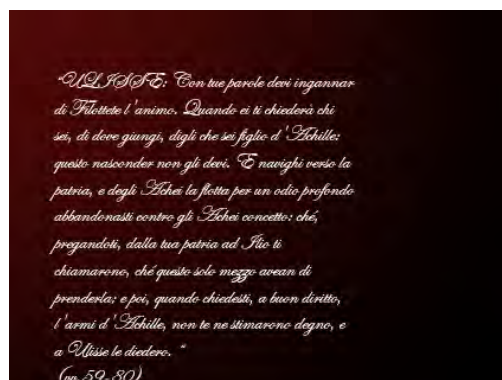 "ULISSE: Con tue parole devi ingannar
di Filottete l'animo. Quando ei ti chiederà chi
sei, di dove giungi, digli che sei figlio d'Achille:
questo nasconder non gli devi. E navighi verso la
patria, e degli Achei la flotta per un odio profondo
abbandonasti contro gli Achei concetto: ché,
pregandoti, dalla tua patria ad Ilio ti
chiamarono, ché questo solo mezzo avean di
prenderla; e poi, quando chiedesti, a buon diritto,
l'armi d'Achille, non te ne stimarono degno, e
a Ulisse le diedero. "
(pp. 59-80)